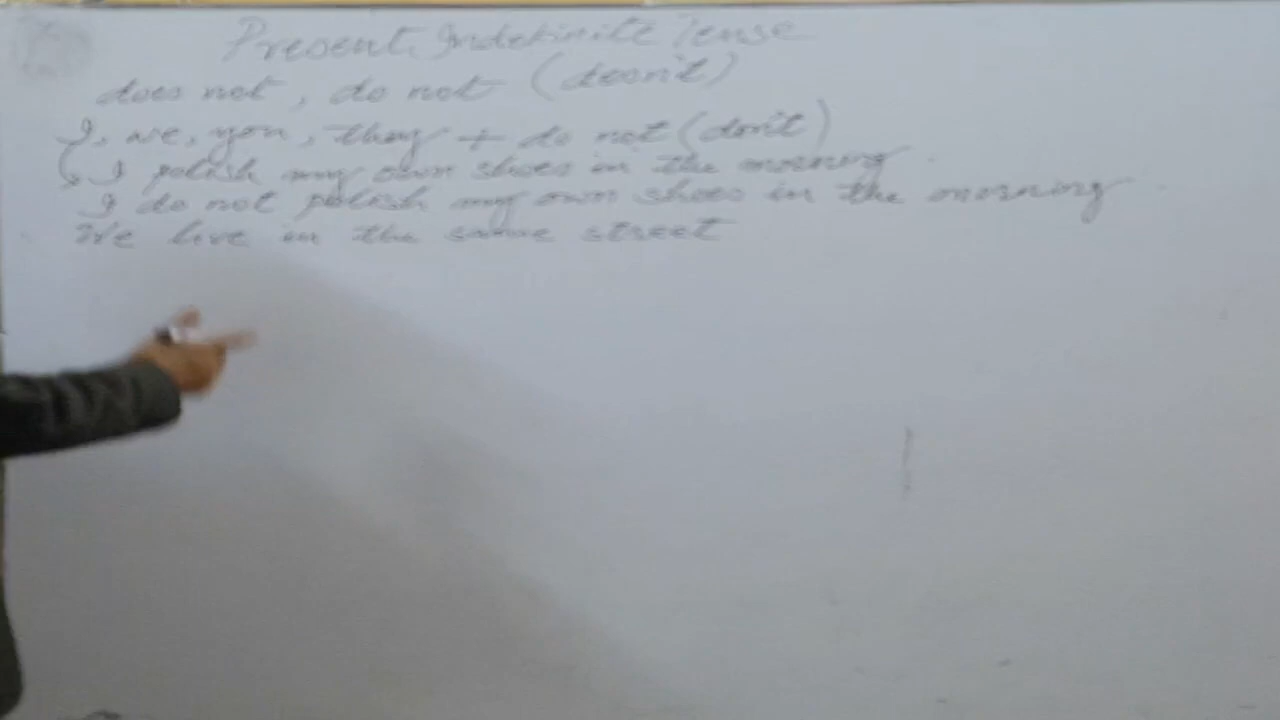 Present Indefinite Tense
does not, do not (doesn't)
I, we, you, they + do not (don't)
I polish my own shoes in the morning.
I do not polish my own shoes in the morning
We live in the same street